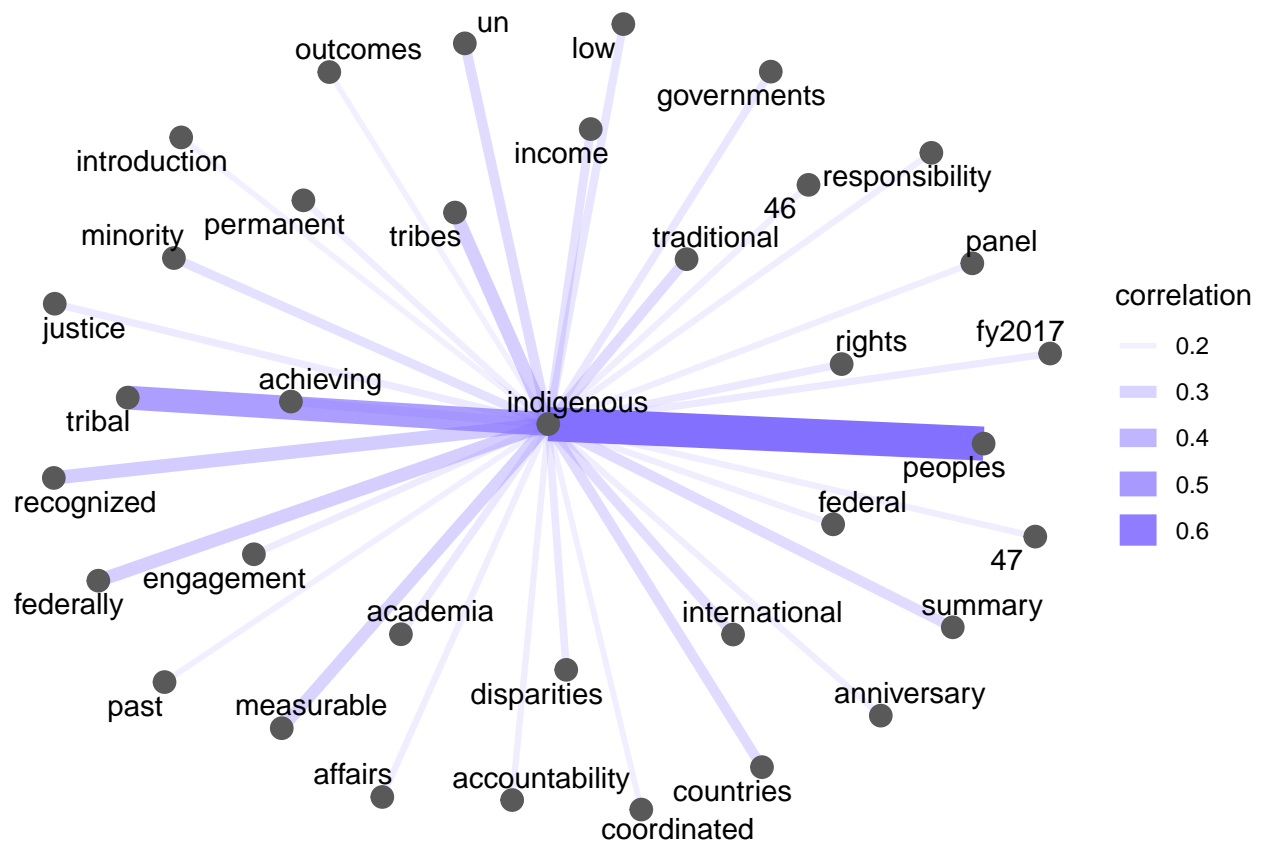 un
low
outcomes
governments
income
introduction
responsibility
46
permanent
minority
tribes
traditional
panel
correlation
justice
rights
fy2017
0.2
achieving
0.3
indigenous
tribal
0.4
peoples
0.5
recognized
federal
0.6
47
engagement
federally
academia
international
summary
disparities
anniversary
past
measurable
affairs
accountability
countries
coordinated